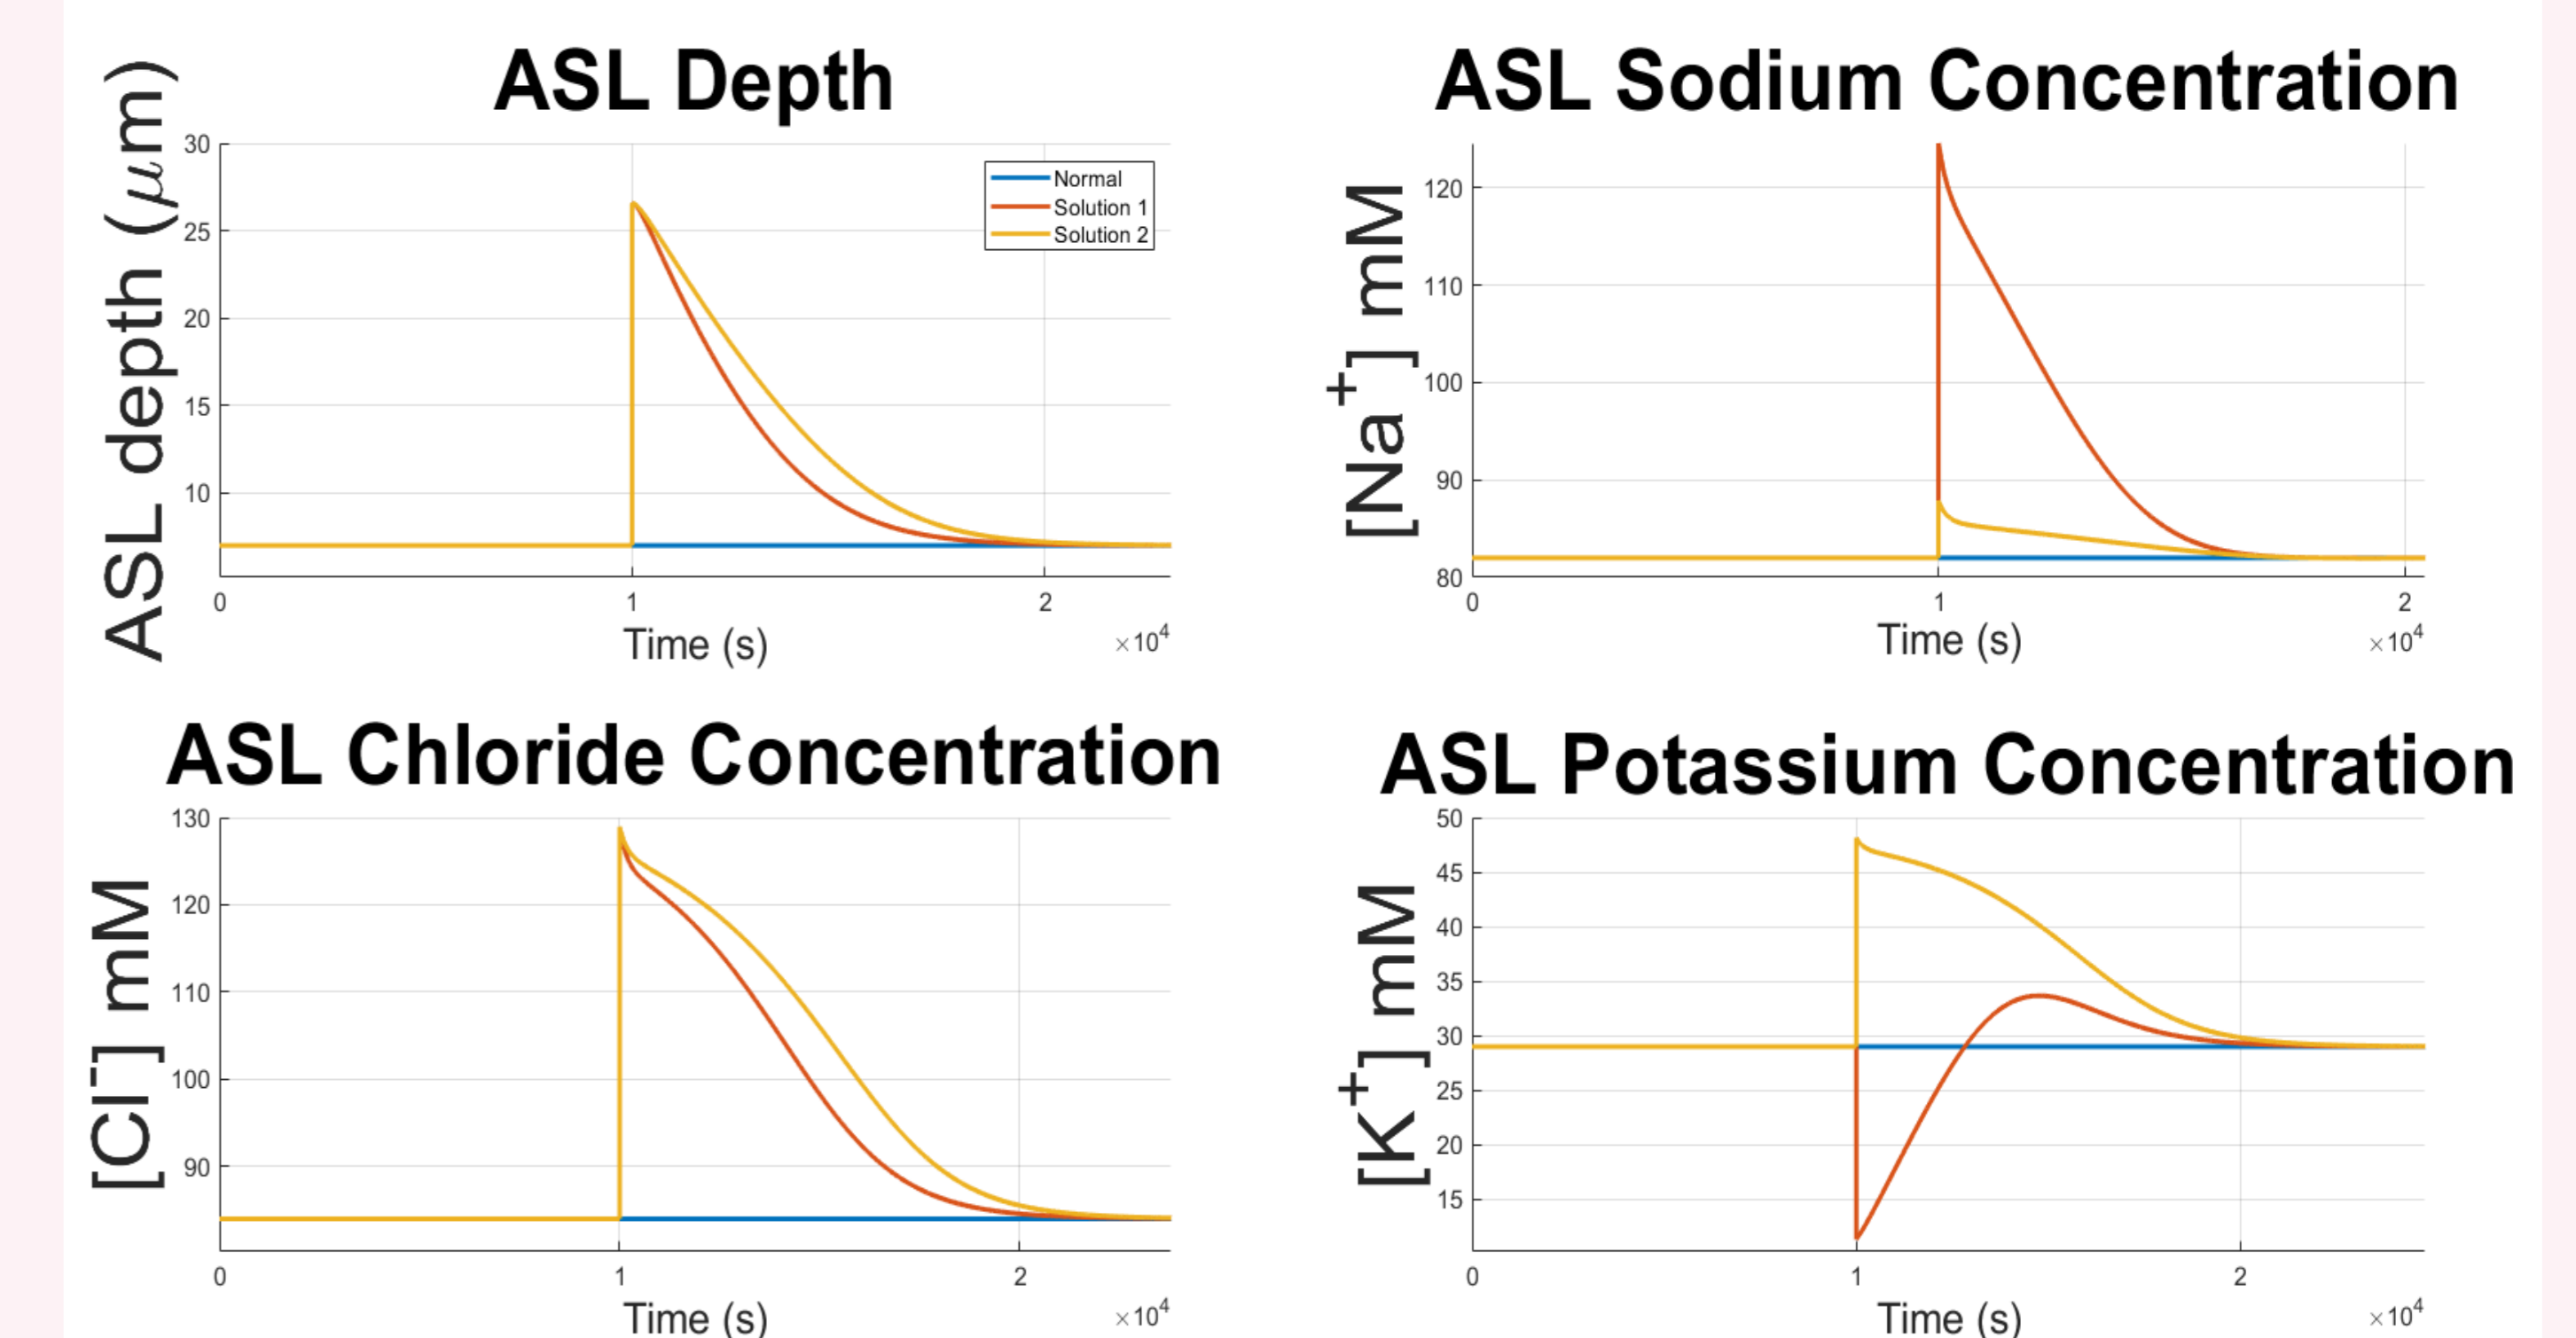 ASL Depth
ASL depth (μm)
30
25
20
15
10
Normal
Solution 1
Solution 2
0
1
2
Time (s)
×10⁴
ASL Sodium Concentration
[Na⁺] mM
120
110
100
90
80
0
1
2
Time (s)
×10⁴
ASL Chloride Concentration
[Cl⁻] mM
130
120
110
100
90
0
1
2
Time (s)
×10⁴
ASL Potassium Concentration
[K⁺] mM
50
45
40
35
30
25
20
15
0
1
2
Time (s)
×10⁴